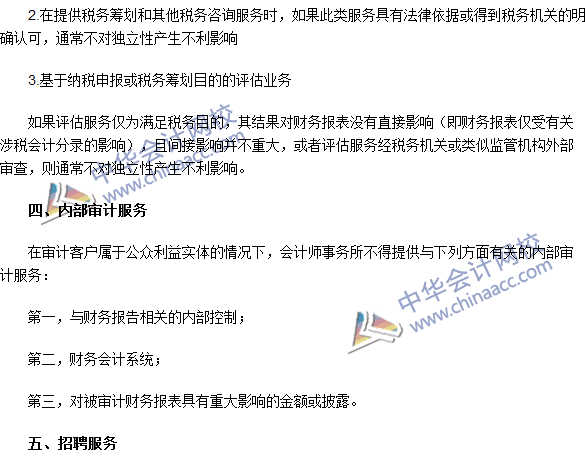 2.在提供税务筹划和其他税务咨询服务时，如果此类服务具有法律依据或得到税务机关的明
确认可，通常不对独立性产生不利影响
3.基于纳税申报或税务筹划目的的评估业务
如果评估服务仅为满足税务目的，其结果对财务报表没有直接影响（即财务报表仅受有关
涉税会计分录的影响），且间接影响并不重大，或者评估服务经税务机关或类似监管机构外部
审查，则通常不对独立性产生不利影响。
中华会计网校
www.chinaacc.com
四、内部审计服务
在审计客户属于公众利益实体的情况下，会计师事务所不得提供与下列方面有关的内部审
计服务：
中华会计网校
www.chinaacc.com
第一，与财务报告相关的内部控制；
第二，财务会计系统；
第三，对被审计财务报表具有重大影响的金额或披露。
五、招聘服务